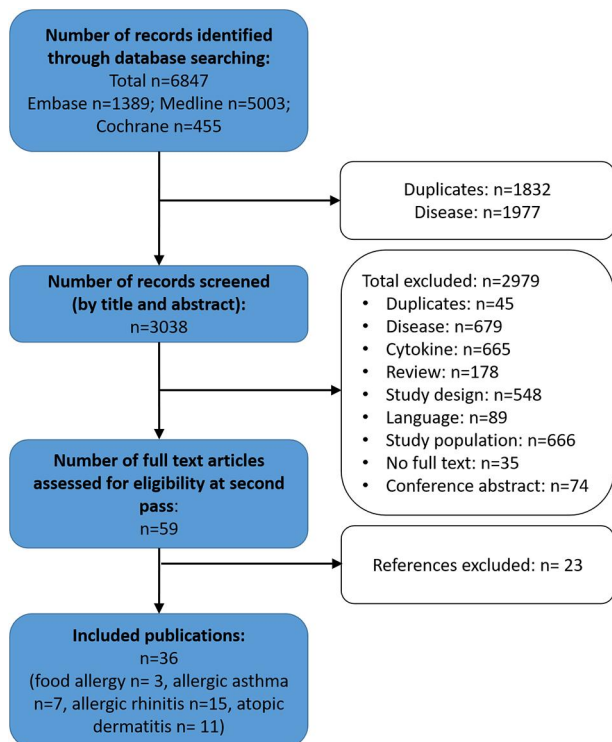 Number of records identified
through database searching:
Total n=6847
Embase n=1389; Medline n=5003;
Cochrane n=455
Duplicates: n=1832
Disease: n=1977
Number of records screened
(by title and abstract):
n=3038
Total excluded: n=2979
• Duplicates: n=45
• Disease: n=679
• Cytokine: n=665
• Review: n=178
• Study design: n=548
• Language: n=89
• Study population: n=666
• No full text: n=35
• Conference abstract: n=74
Number of full text articles
assessed for eligibility at second
pass:
n=59
References excluded: n= 23
Included publications:
n=36
(food allergy n= 3, allergic asthma
n=7, allergic rhinitis n=15, atopic
dermatitis n= 11)